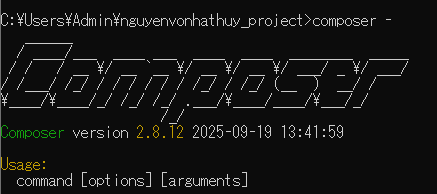 C:¥Users¥Admin¥nguyenvonhathuy_project>composer -
Composer
Composer version 2.8.12 2025-09-19 13:41:59
Usage:
command [options] [arguments]